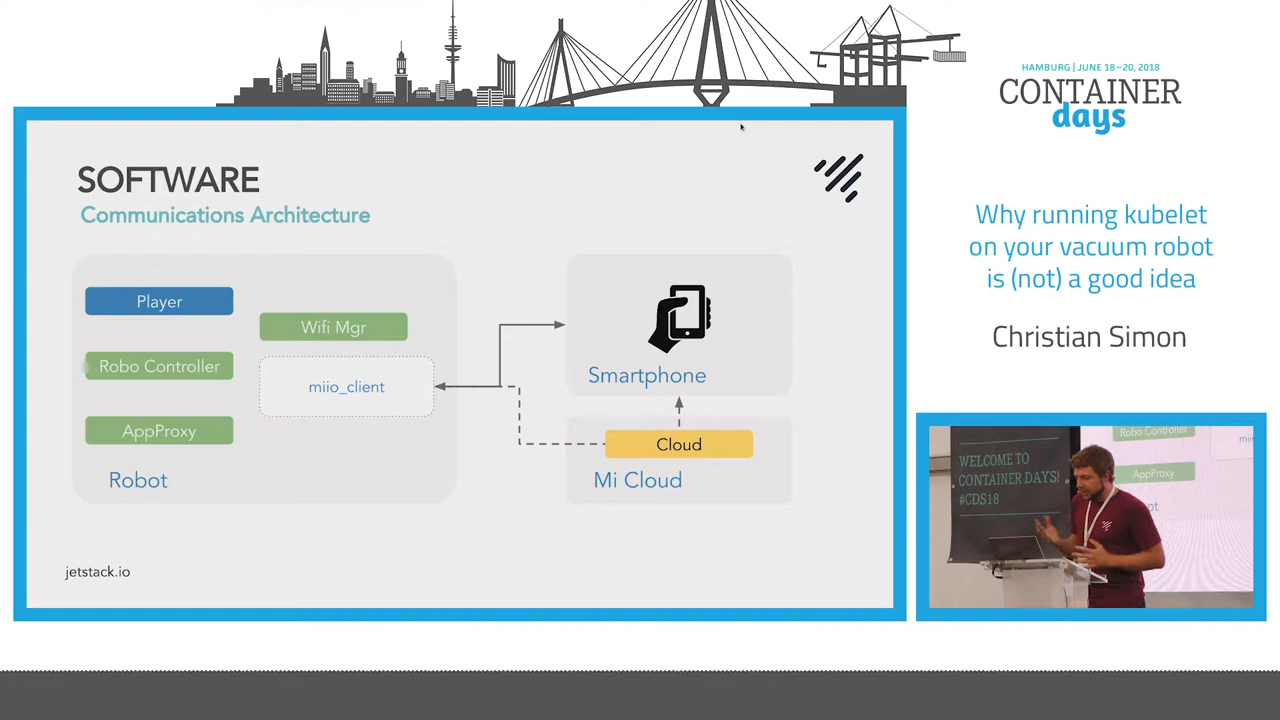 HAMBURG | JUNE 18–20, 2018
CONTAINER
days
SOFTWARE
Communications Architecture
Player
Wifi Mgr
Robo Controller
miio_client
AppProxy
Robot
Smartphone
Cloud
Mi Cloud
jetstack.io
Why running kubelet
on your vacuum robot
is (not) a good idea
Christian Simon
WELCOME TO
CONTAINER DAYS!
#CDS18
Robo Controller
AppProxy